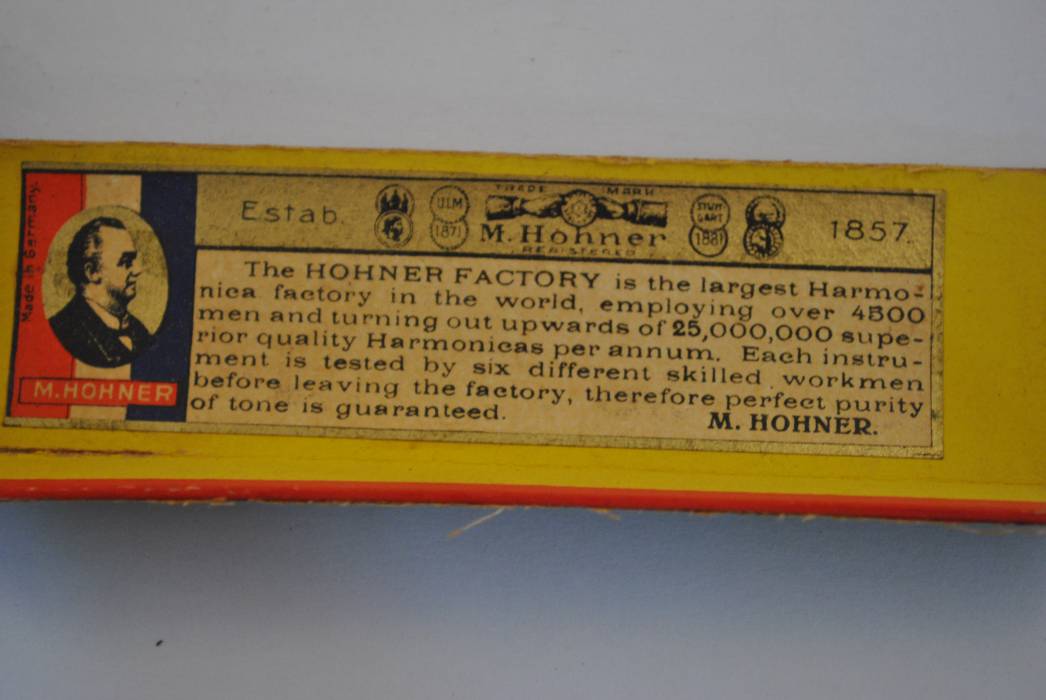 Made in Germany.
M. HOHNER
Estab.
ULM
1871
TRADE MARK
M. Hohner
REGISTERED
STUTT
GART
1881
1857.
The HOHNER FACTORY is the largest Harmo-
nica factory in the world, employing over 4500
men and turning out upwards of 25,000,000 supe-
rior quality Harmonicas per annum. Each instru-
ment is tested by six different skilled workmen
before leaving the factory, therefore perfect purity
of tone is guaranteed.
M. HOHNER.